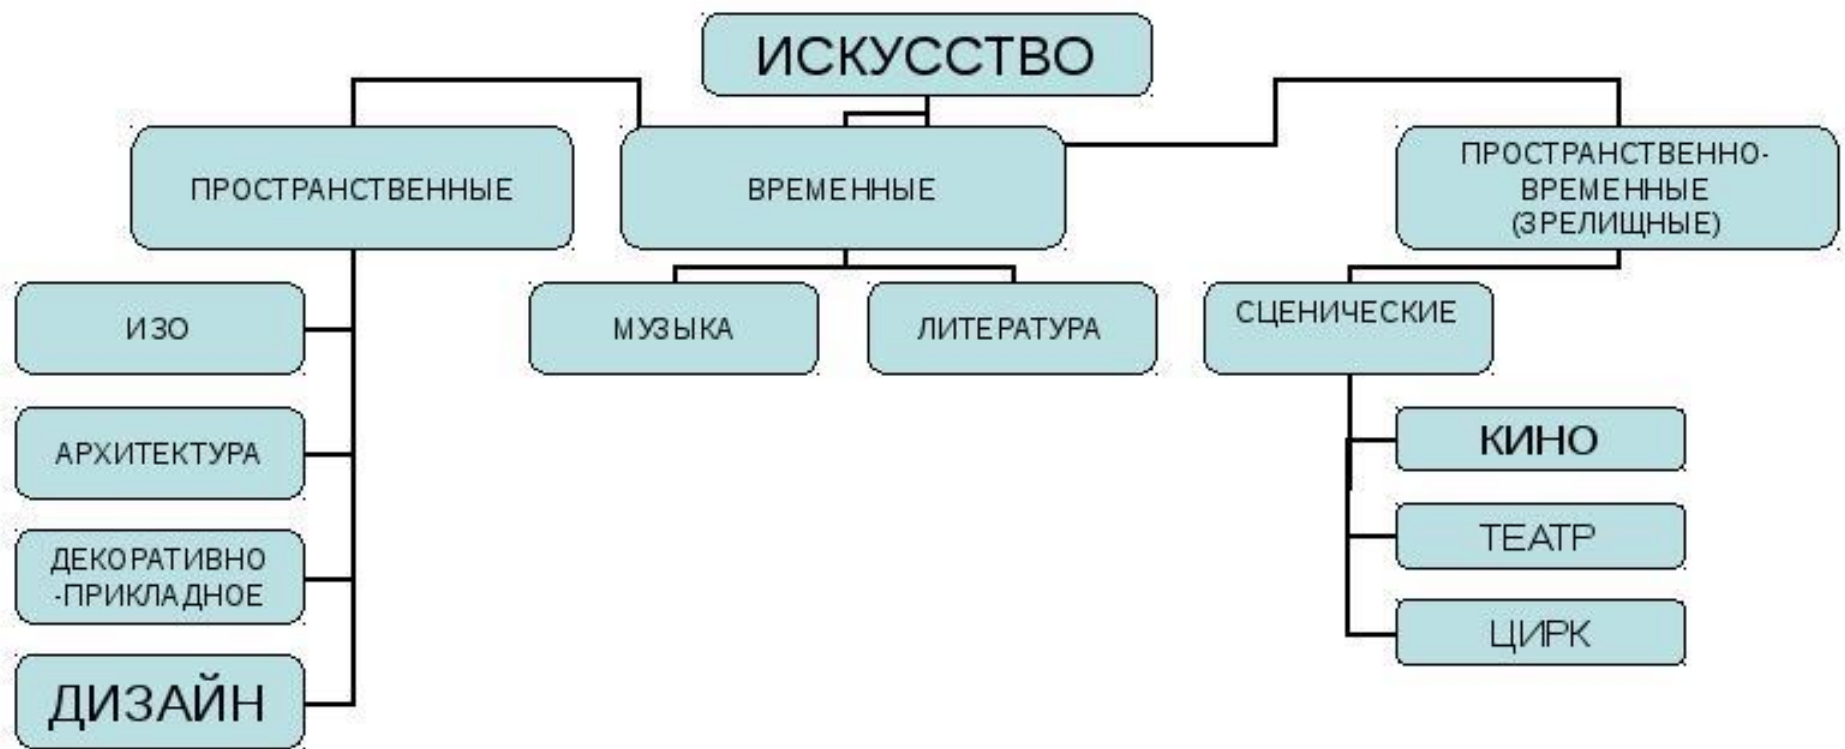 ИСКУССТВО
ПРОСТРАНСТВЕННЫЕ
ВРЕМЕННЫЕ
ПРОСТРАНСТВЕННО-
ВРЕМЕННЫЕ
(ЗРЕЛИЩНЫЕ)
ИЗО
АРХИТЕКТУРА
ДЕКОРАТИВНО
-ПРИКЛАДНОЕ
ДИЗАЙН
МУЗЫКА
ЛИТЕРАТУРА
СЦЕНИЧЕСКИЕ
КИНО
ТЕАТР
ЦИРК